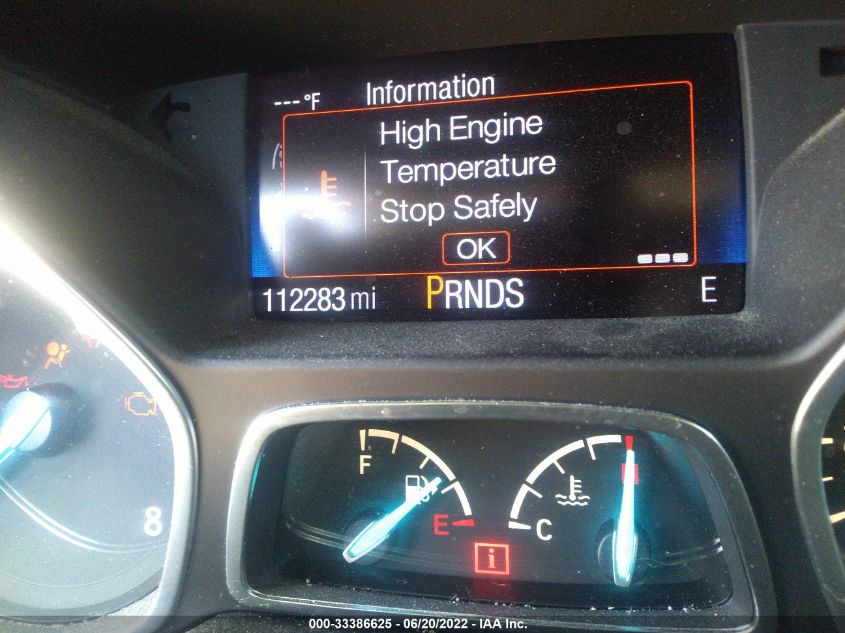 ---°F Information
High Engine
Temperature
Stop Safely
OK
112283 mi PRNDS E
8
F
E
C
H
i
000-33386625 - 06/20/2022 - IAA Inc.